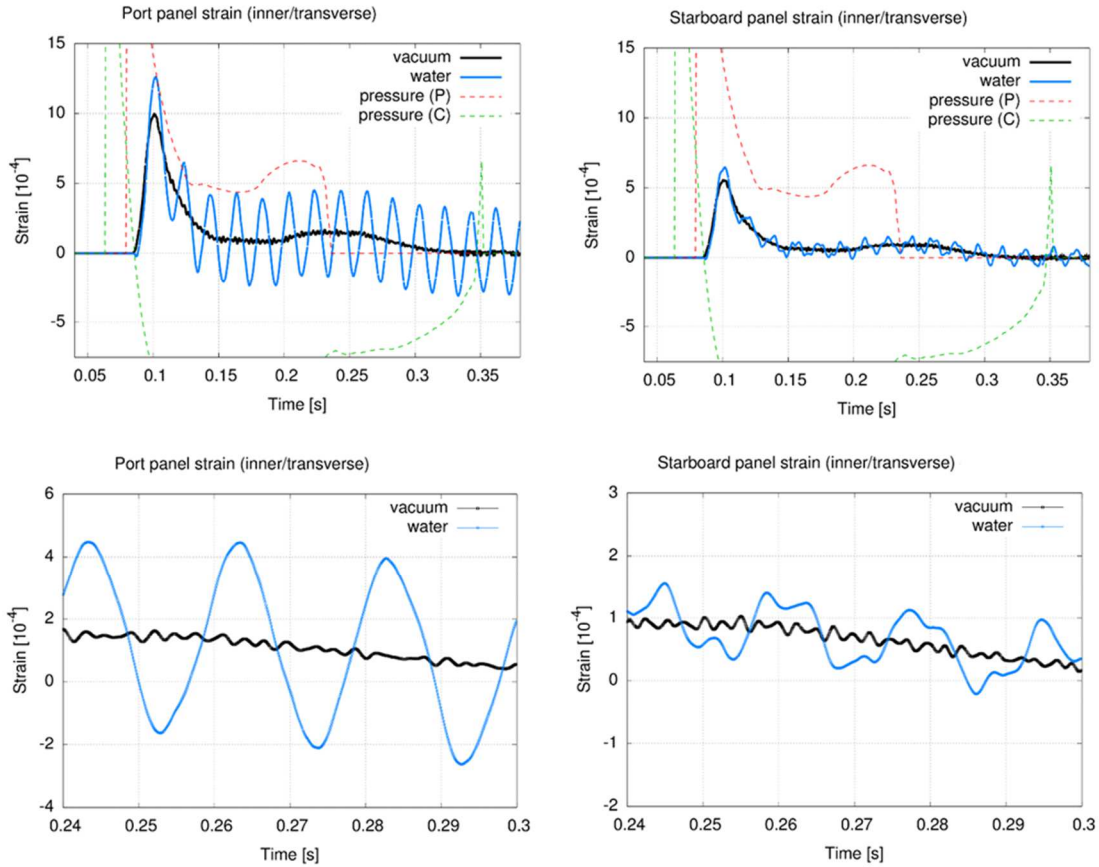 Port panel strain (inner/transverse)
15
10
5
0
-5
Strain [10-4]
vacuum
water
pressure (P)
pressure (C)
0.05 0.1 0.15 0.2 0.25 0.3 0.35
Time [s]
Starboard panel strain (inner/transverse)
15
10
5
0
-5
Strain [10-4]
vacuum
water
pressure (P)
pressure (C)
0.05 0.1 0.15 0.2 0.25 0.3 0.35
Time [s]
Port panel strain (inner/transverse)
6
4
2
0
-2
-4
Strain [10-4]
vacuum
water
0.24 0.25 0.26 0.27 0.28 0.29 0.3
Time [s]
Starboard panel strain (inner/transverse)
3
2
1
0
-1
-2
Strain [10-4]
vacuum
water
0.24 0.25 0.26 0.27 0.28 0.29 0.3
Time [s]